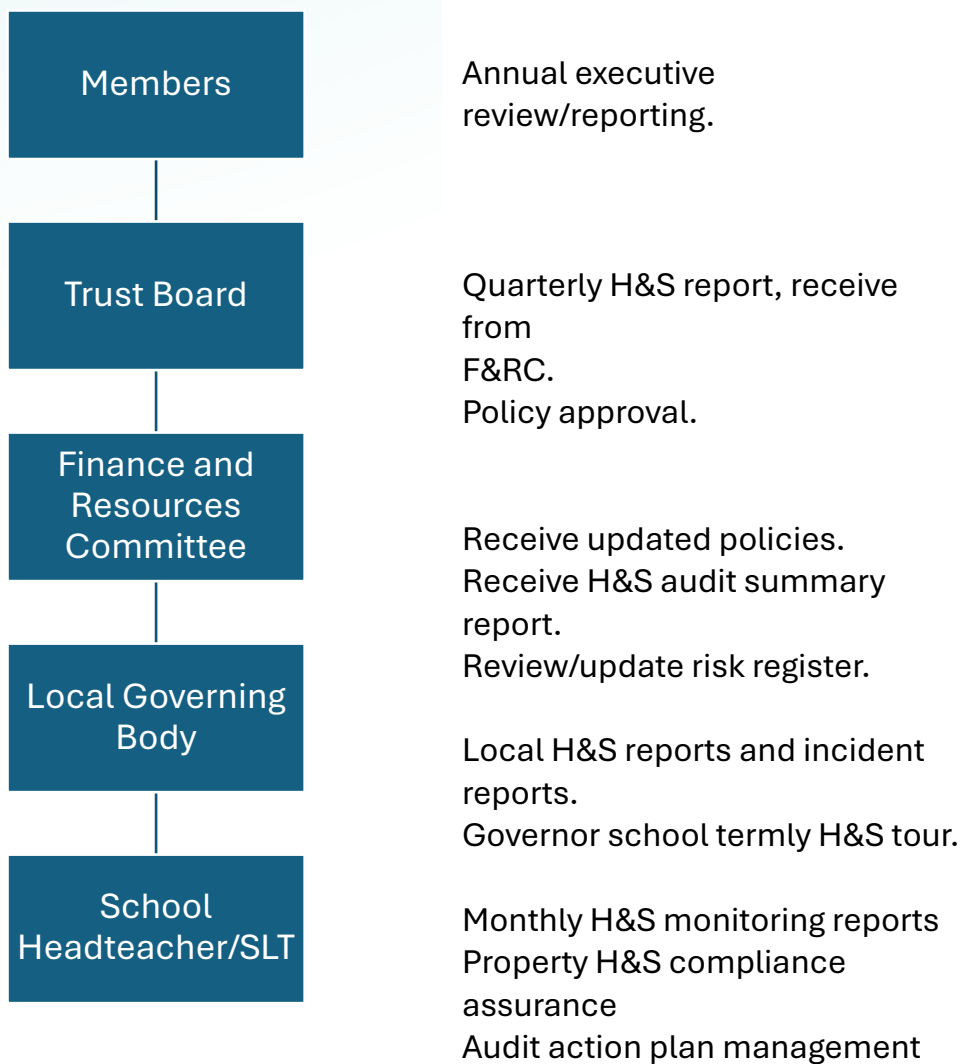 Members
Annual executive
review/reporting.
Trust Board
Quarterly H&S report, receive
from
F&RC.
Policy approval.
Finance and
Resources
Committee
Receive updated policies.
Receive H&S audit summary
report.
Review/update risk register.
Local Governing
Body
Local H&S reports and incident
reports.
Governor school termly H&S tour.
School
Headteacher/SLT
Monthly H&S monitoring reports
Property H&S compliance
assurance
Audit action plan management